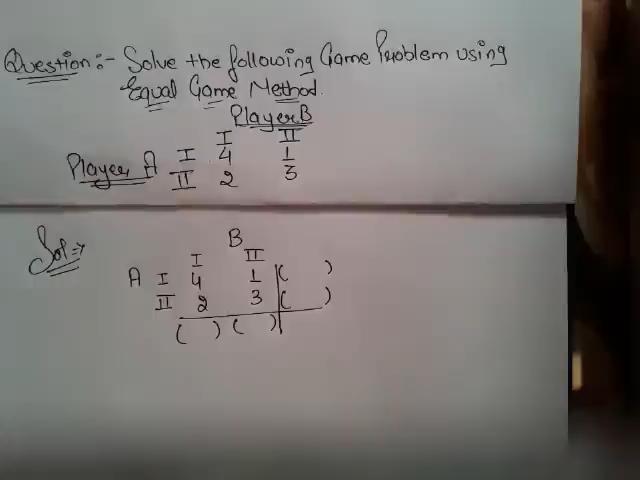 Question:- Solve the following Game Problem using
Equal Game Method.
Player B
I II
Player A I 4 1
II 2 3
Sol:->
B
I II
A I 4 1 ( )
II 2 3 ( )
( ) ( )